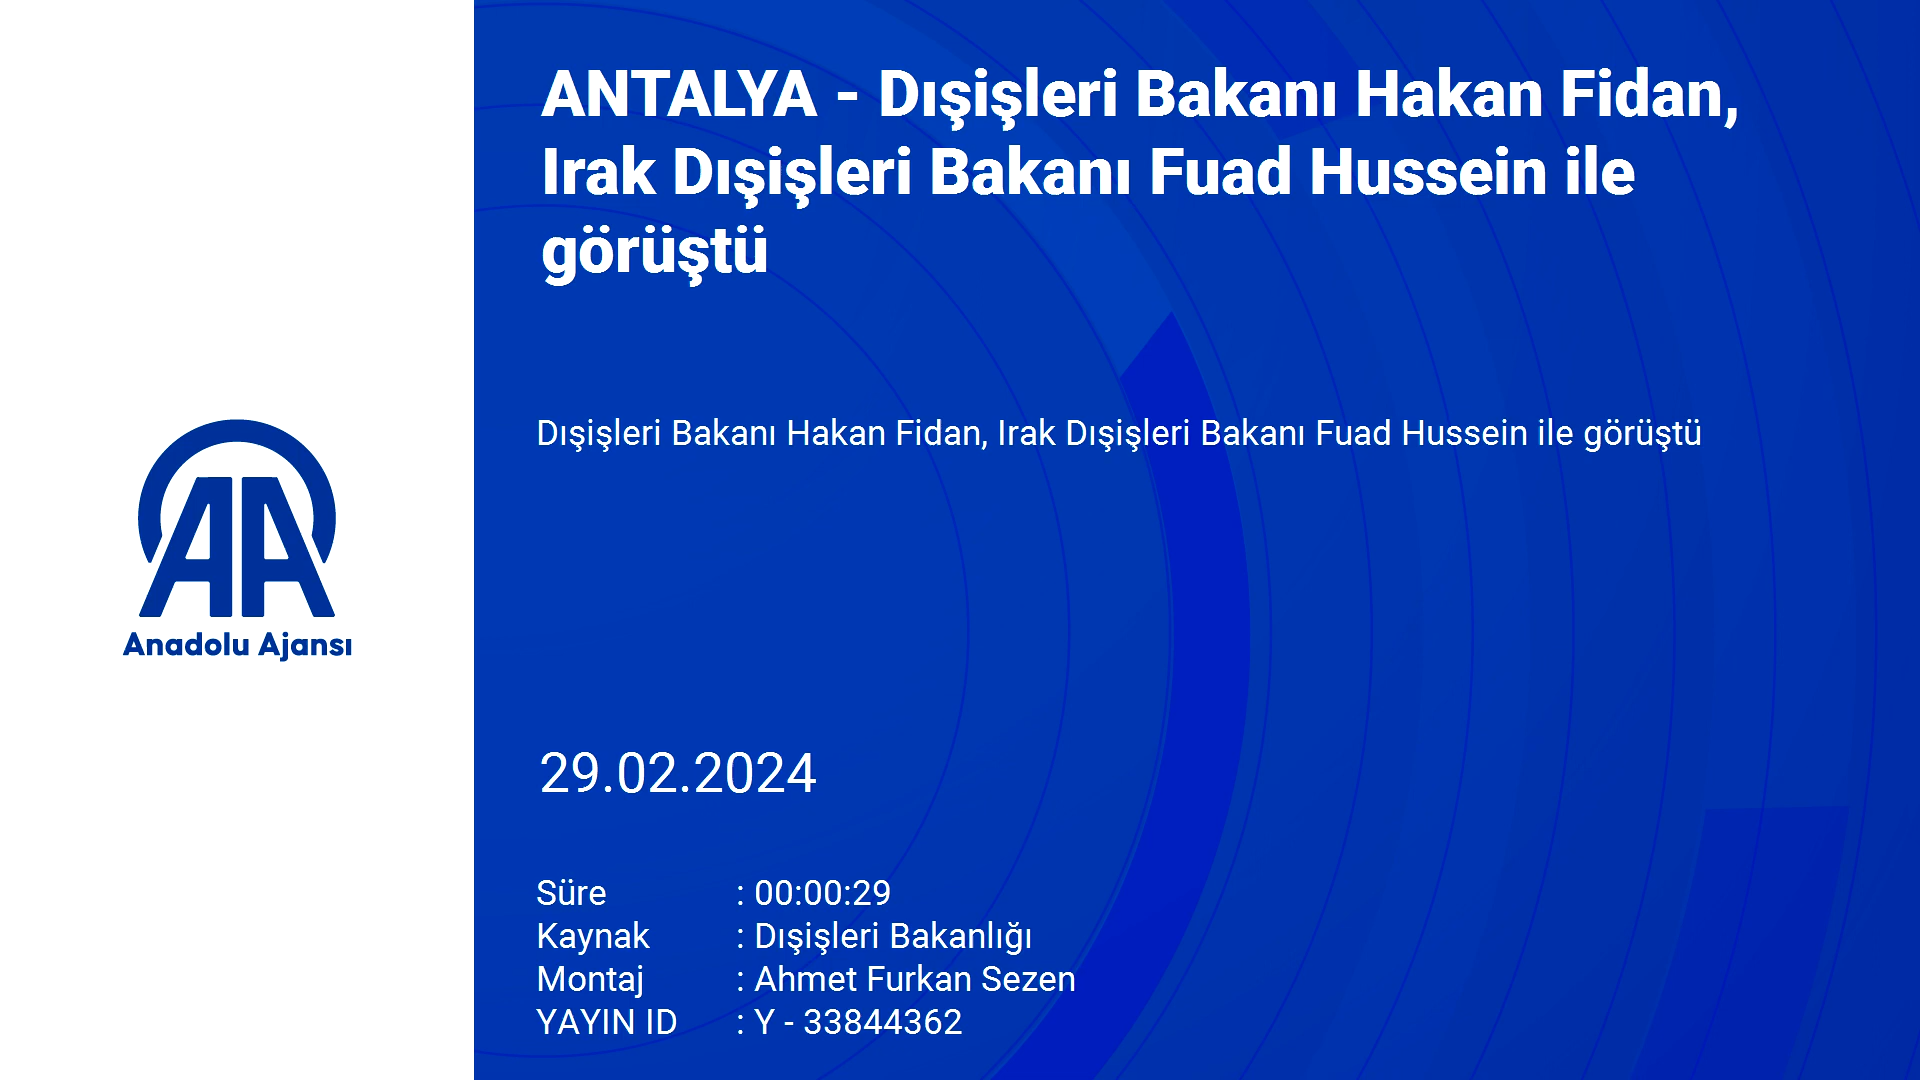 ANTALYA - Dışişleri Bakanı Hakan Fidan,
Irak Dışişleri Bakanı Fuad Hussein ile
görüştü
Dışişleri Bakanı Hakan Fidan, Irak Dışişleri Bakanı Fuad Hussein ile görüştü
AA
Anadolu Ajansı
29.02.2024
Süre : 00:00:29
Kaynak : Dışişleri Bakanlığı
Montaj : Ahmet Furkan Sezen
YAYIN ID : Y - 33844362